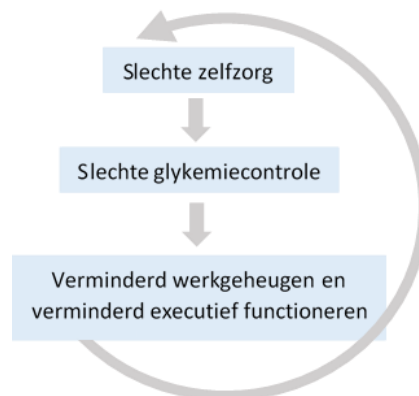 Slechte zelfzorg
Slechte glykemiecontrole
Verminderd werkgeheugen en
verminderd executief functioneren